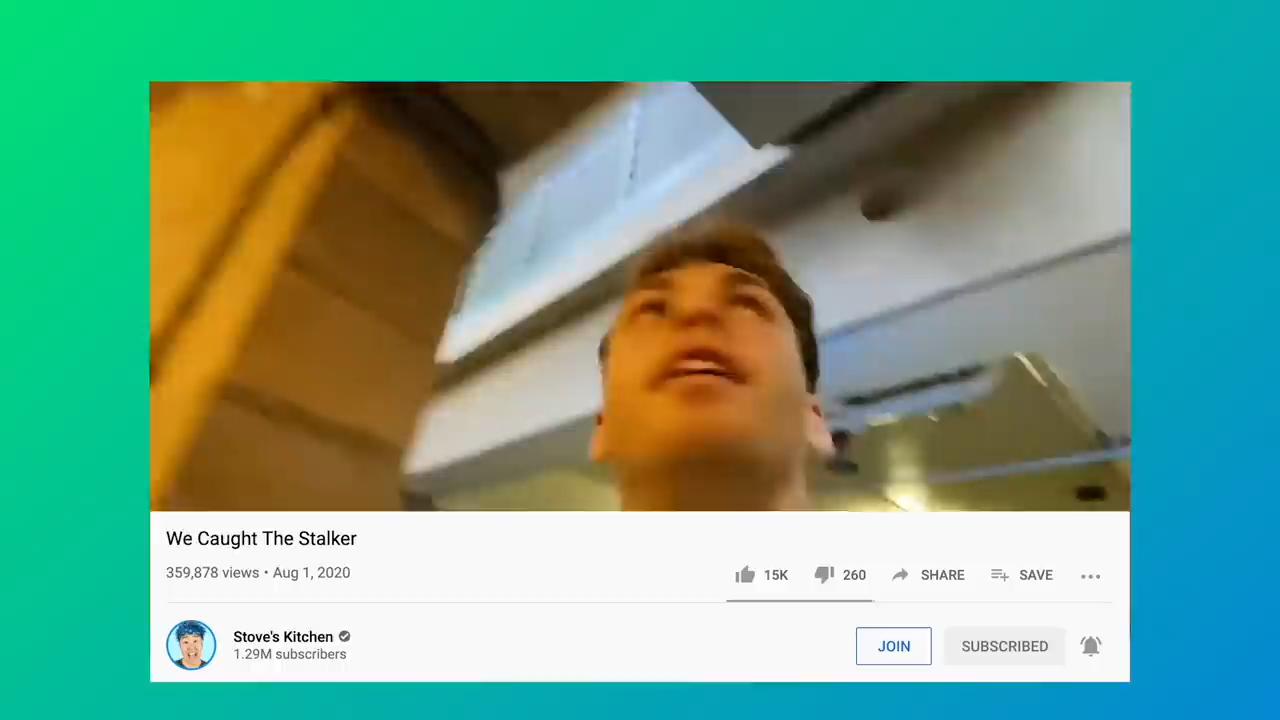 We Caught The Stalker
359,878 views • Aug 1, 2020
15K
260
SHARE
SAVE
Stove's Kitchen
1.29M subscribers
JOIN
SUBSCRIBED